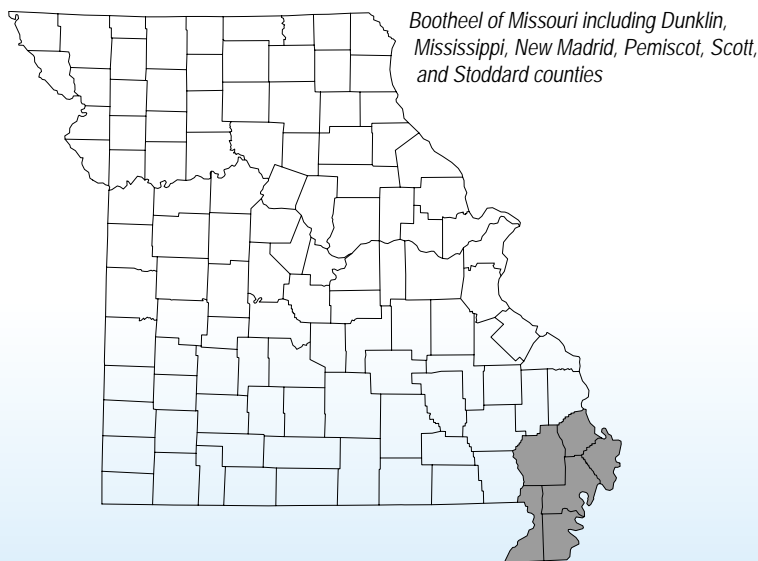 Bootheel of Missouri including Dunklin,
Mississippi, New Madrid, Pemiscot, Scott,
and Stoddard counties